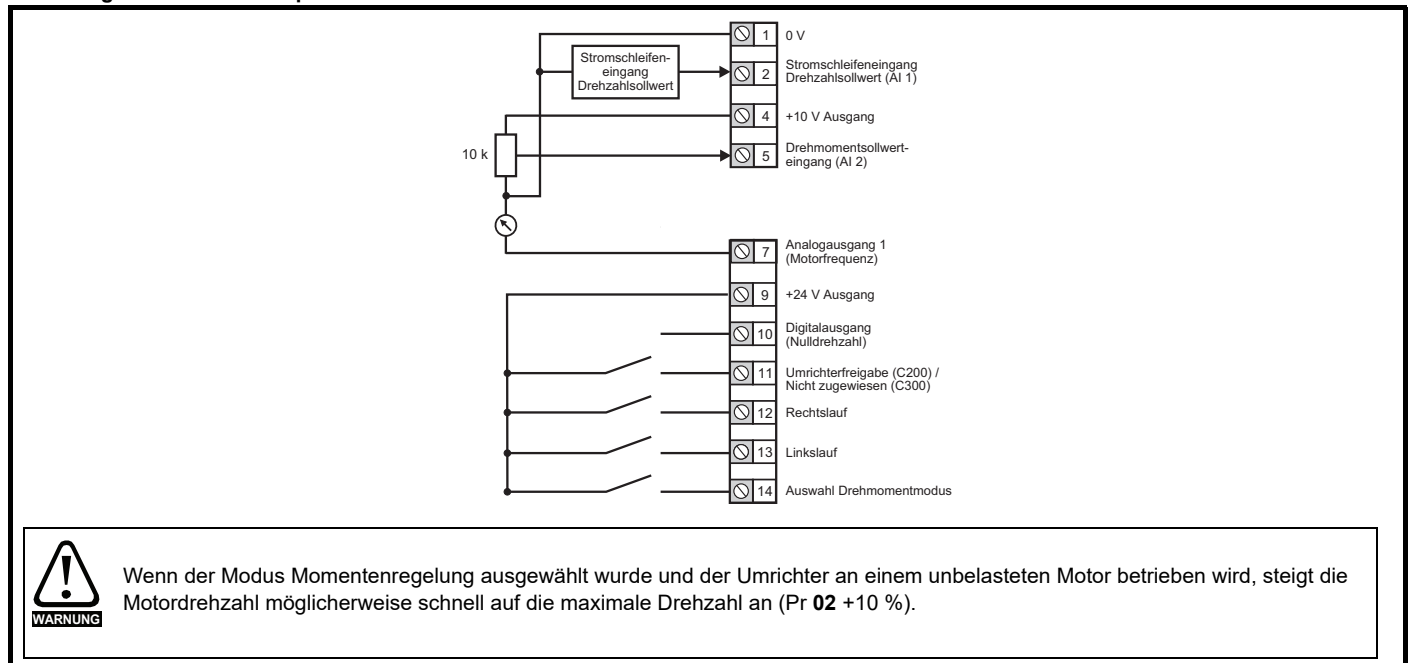 Stromschleifen-
eingang
Drehzahlsollwert
10 k
1 0 V
2 Stromschleifeneingang
Drehzahlsollwert (AI 1)
4 +10 V Ausgang
5 Drehmomentsollwert-
eingang (AI 2)
7 Analogausgang 1
(Motorfrequenz)
9 +24 V Ausgang
10 Digitalausgang
(Nulldrehzahl)
11 Umrichterfreigabe (C200) /
Nicht zugewiesen (C300)
12 Rechtslauf
13 Linkslauf
14 Auswahl Drehmomentmodus
WARNUNG
Wenn der Modus Momentenregelung ausgewählt wurde und der Umrichter an einem unbelasteten Motor betrieben wird, steigt die
Motordrehzahl möglicherweise schnell auf die maximale Drehzahl an (Pr 02 +10 %).